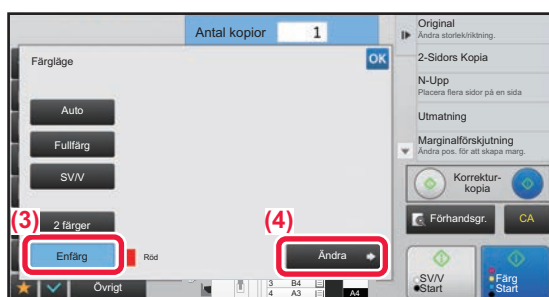 Antal kopior 1
Färgläge
OK
Auto
Fullfärg
SV/V
(3)
2 färger
Enfärg
Röd
(4)
Ändra
Övrigt
3 B4
4 A3
A4
Original
Ändra storlek/riktning.
2-Sidors Kopia
N-Upp
Placera flera sidor på en sida
Utmatning
Marginalförskjutning
Ändra pos. för att skapa marg.
Korrektur-
kopia
Förhandsgr.
CA
SV/V
Start
Färg
Start